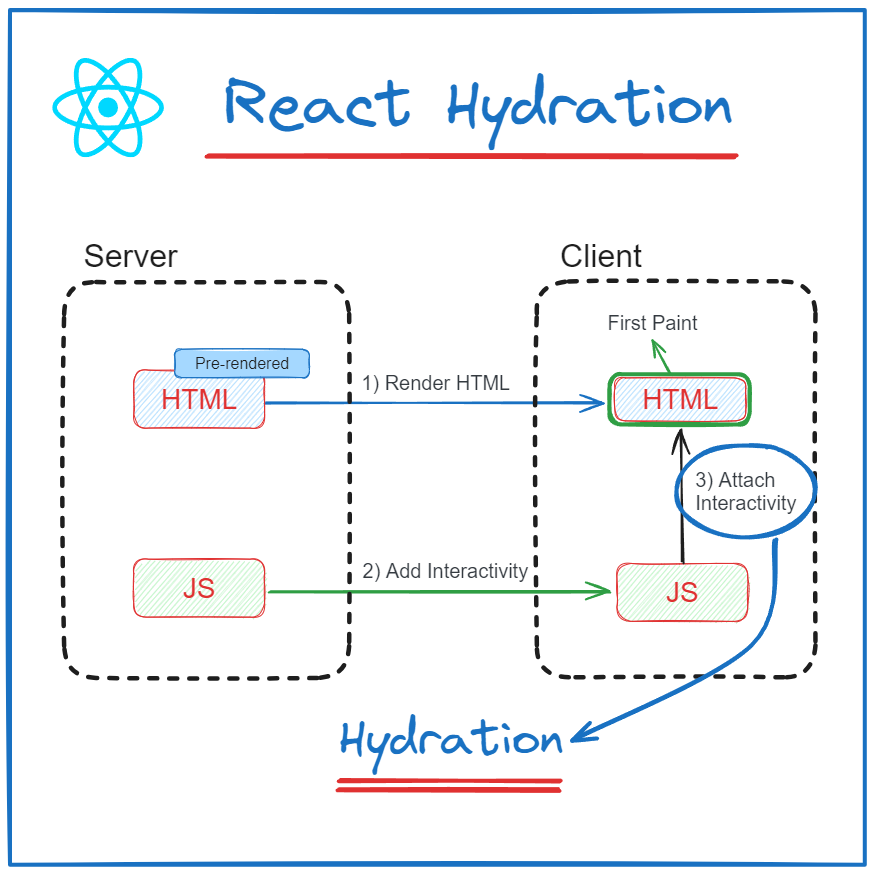 React Hydration
Server
Client
First Paint
Pre-rendered
1) Render HTML
HTML
HTML
3) Attach
Interactivity
2) Add Interactivity
JS
JS
Hydration